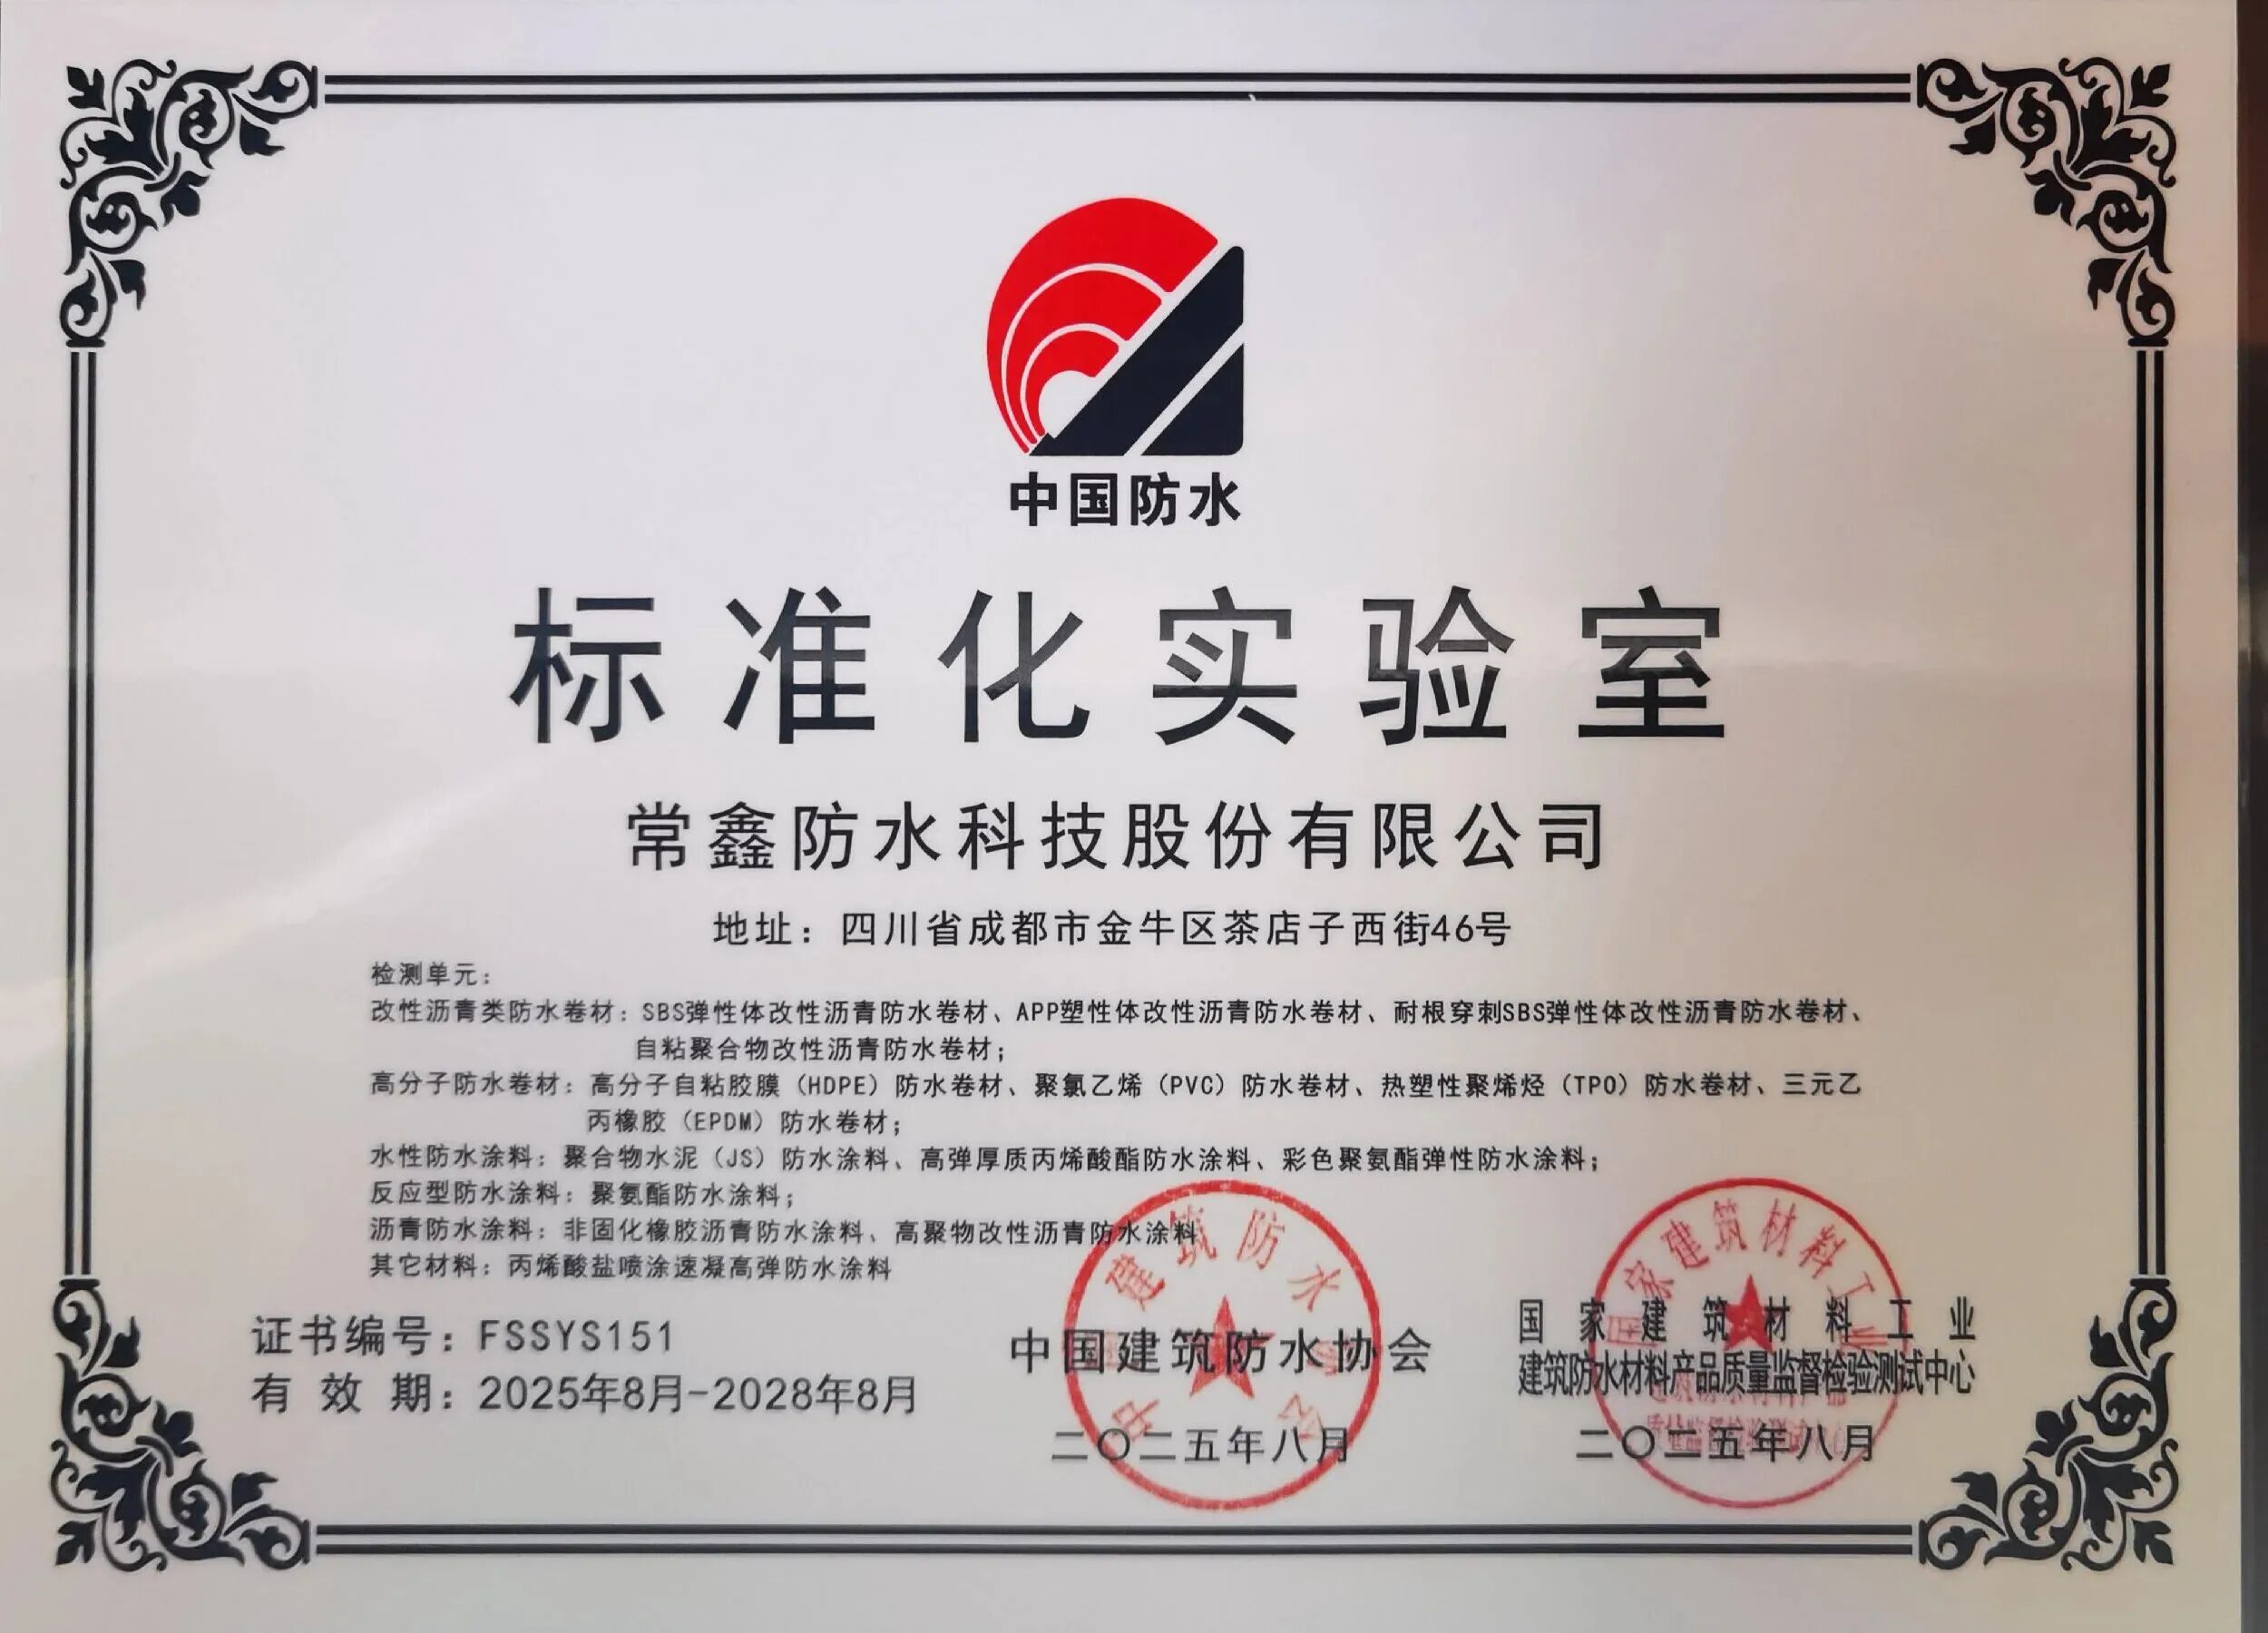 中国防水
标准化实验室
常鑫防水科技股份有限公司
地址：四川省成都市金牛区茶店子西街46号
检测单元：
改性沥青类防水卷材：SBS弹性体改性沥青防水卷材、APP塑性体改性沥青防水卷材、耐根穿刺SBS弹性体改性沥青防水卷材、
自粘聚合物改性沥青防水卷材；
高分子防水卷材：高分子自粘胶膜（HDPE）防水卷材、聚氯乙烯（PVC）防水卷材、热塑性聚烯烃（TPO）防水卷材、三元乙
丙橡胶（EPDM）防水卷材；
水性防水涂料：聚合物水泥（JS）防水涂料、高弹厚质丙烯酸酯防水涂料、彩色聚氨酯弹性防水涂料；
反应型防水涂料：聚氨酯防水涂料；
沥青防水涂料：非固化橡胶沥青防水涂料、高聚物改性沥青防水涂料
其它材料：丙烯酸盐喷涂速凝高弹防水涂料
证书编号：FSSYS151
有效期：2025年8月-2028年8月
中国建筑防水协会
二〇二五年八月
国家建筑材料工业
建筑防水材料产品质量监督检验测试中心
二〇二五年八月
中国建筑防水协会
国家建筑材料工业